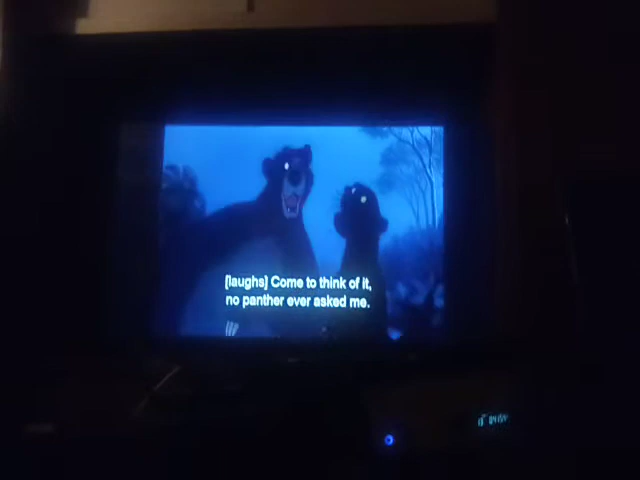 [laughs] Come to think of it,
no panther ever asked me.